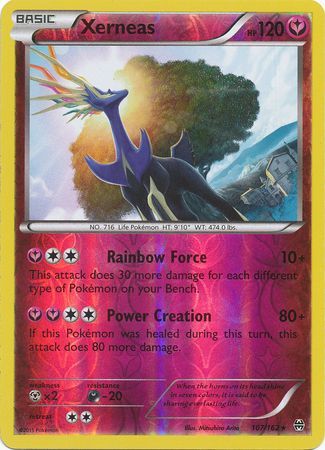 BASIC
Xerneas
HP120
NO. 716 Life Pokémon HT: 9'10" WT: 474.0 lbs.
Rainbow Force 10+
This attack does 30 more damage for each different
type of Pokémon on your Bench.
Power Creation 80+
If this Pokémon was healed during this turn, this
attack does 80 more damage.
weakness
×2
resistance
-20
retreat
When the horns on its head shine
in seven colors, it is said to be
sharing everlasting life.
Illus. Mitsuhiro Arita
107/162
©2015 Pokémon